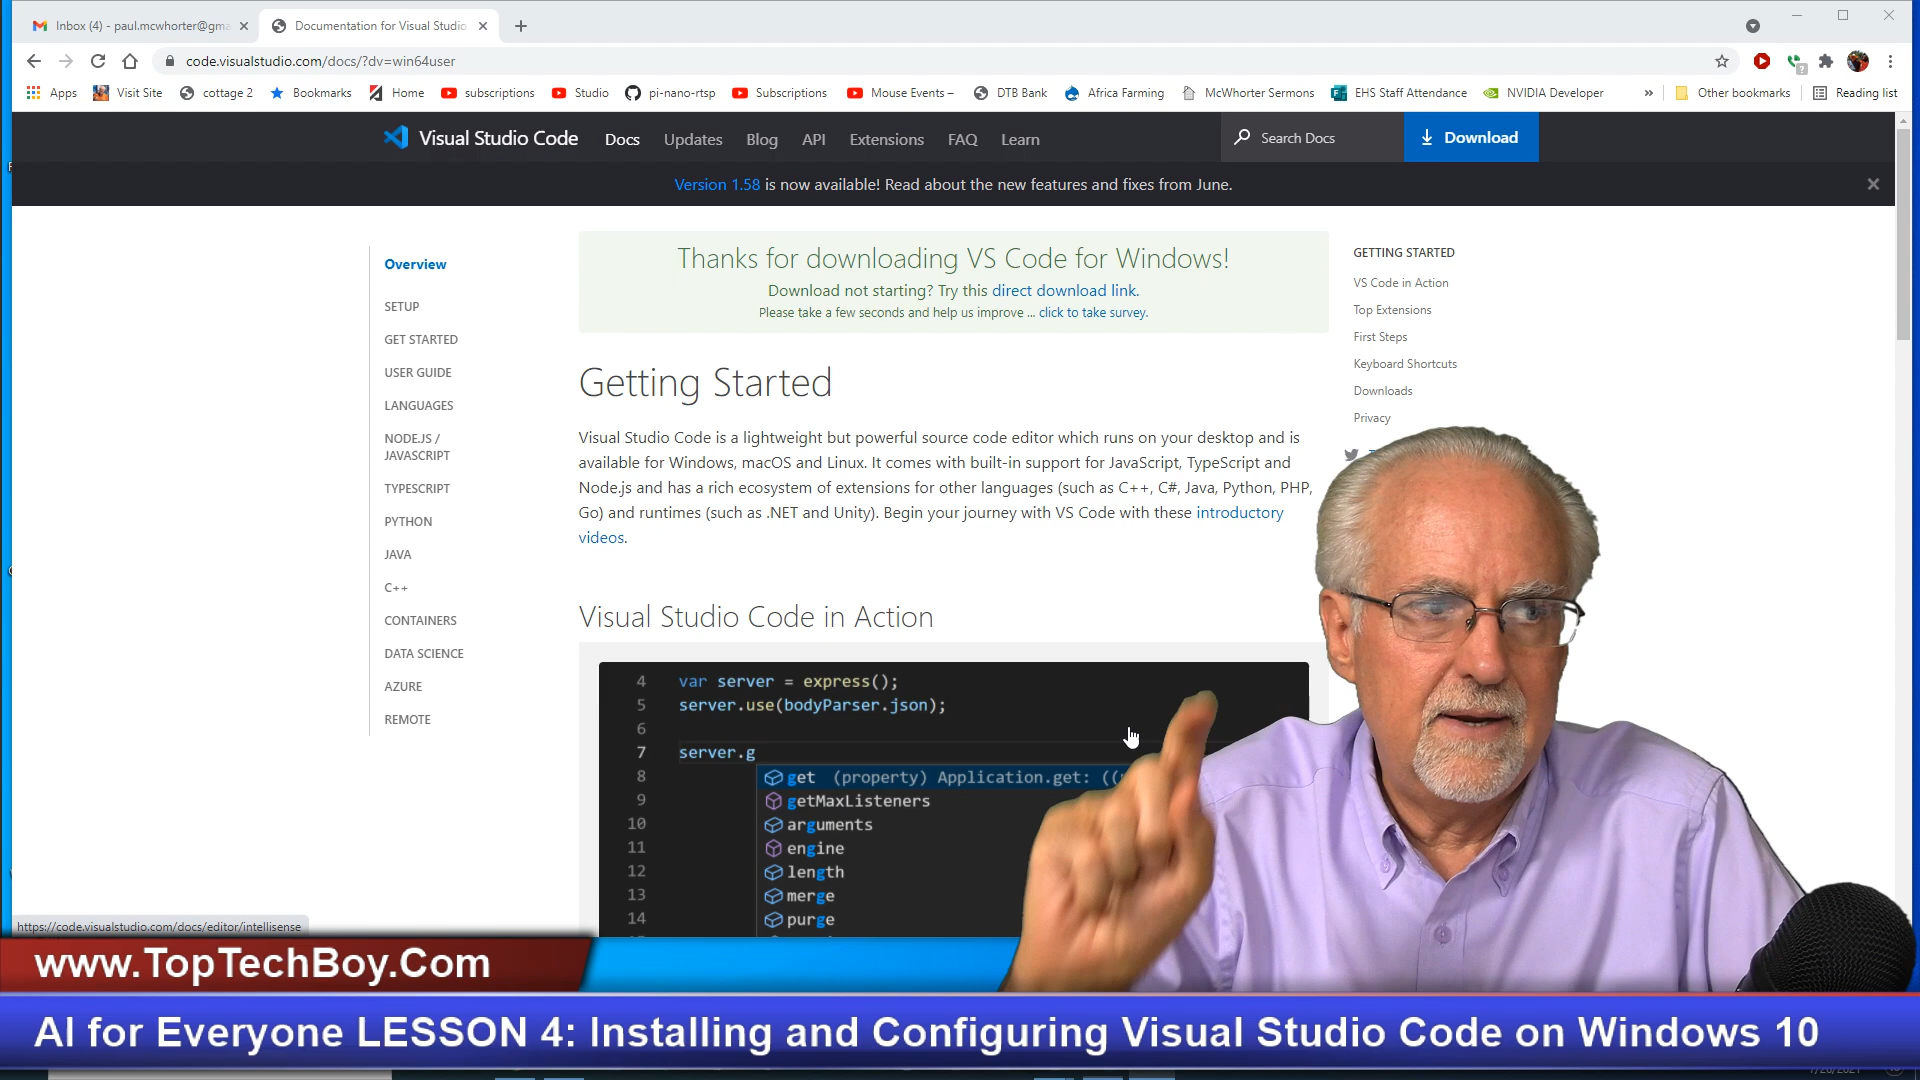 Inbox (4) - paul.mcwhorter@gma
Documentation for Visual Studio
code.visualstudio.com/docs/?dv=win64user
Apps
Visit Site
cottage 2
Bookmarks
Home
subscriptions
Studio
pi-nano-rtsp
Subscriptions
Mouse Events –
DTB Bank
Africa Farming
McWhorter Sermons
EHS Staff Attendance
NVIDIA Developer
»
Other bookmarks
Reading list
Visual Studio Code
Docs
Updates
Blog
API
Extensions
FAQ
Learn
Search Docs
Download
Version 1.58 is now available! Read about the new features and fixes from June.
Overview
SETUP
GET STARTED
USER GUIDE
LANGUAGES
NODE.JS /
JAVASCRIPT
TYPESCRIPT
PYTHON
JAVA
C++
CONTAINERS
DATA SCIENCE
AZURE
REMOTE
Thanks for downloading VS Code for Windows!
Download not starting? Try this direct download link.
Please take a few seconds and help us improve ... click to take survey.
Getting Started
Visual Studio Code is a lightweight but powerful source code editor which runs on your desktop and is
available for Windows, macOS and Linux. It comes with built-in support for JavaScript, TypeScript and
Node.js and has a rich ecosystem of extensions for other languages (such as C++, C#, Java, Python, PHP,
Go) and runtimes (such as .NET and Unity). Begin your journey with VS Code with these introductory
videos.
Visual Studio Code in Action
4 var server = express();
5 server.use(bodyParser.json);
6
7 server.g
8 get (property) Application.get: ((
9 getMaxListeners
10 arguments
11 engine
12 length
13 merge
14 purge
GETTING STARTED
VS Code in Action
Top Extensions
First Steps
Keyboard Shortcuts
Downloads
Privacy
https://code.visualstudio.com/docs/editor/intellisense
www.TopTechBoy.Com
AI for Everyone LESSON 4: Installing and Configuring Visual Studio Code on Windows 10